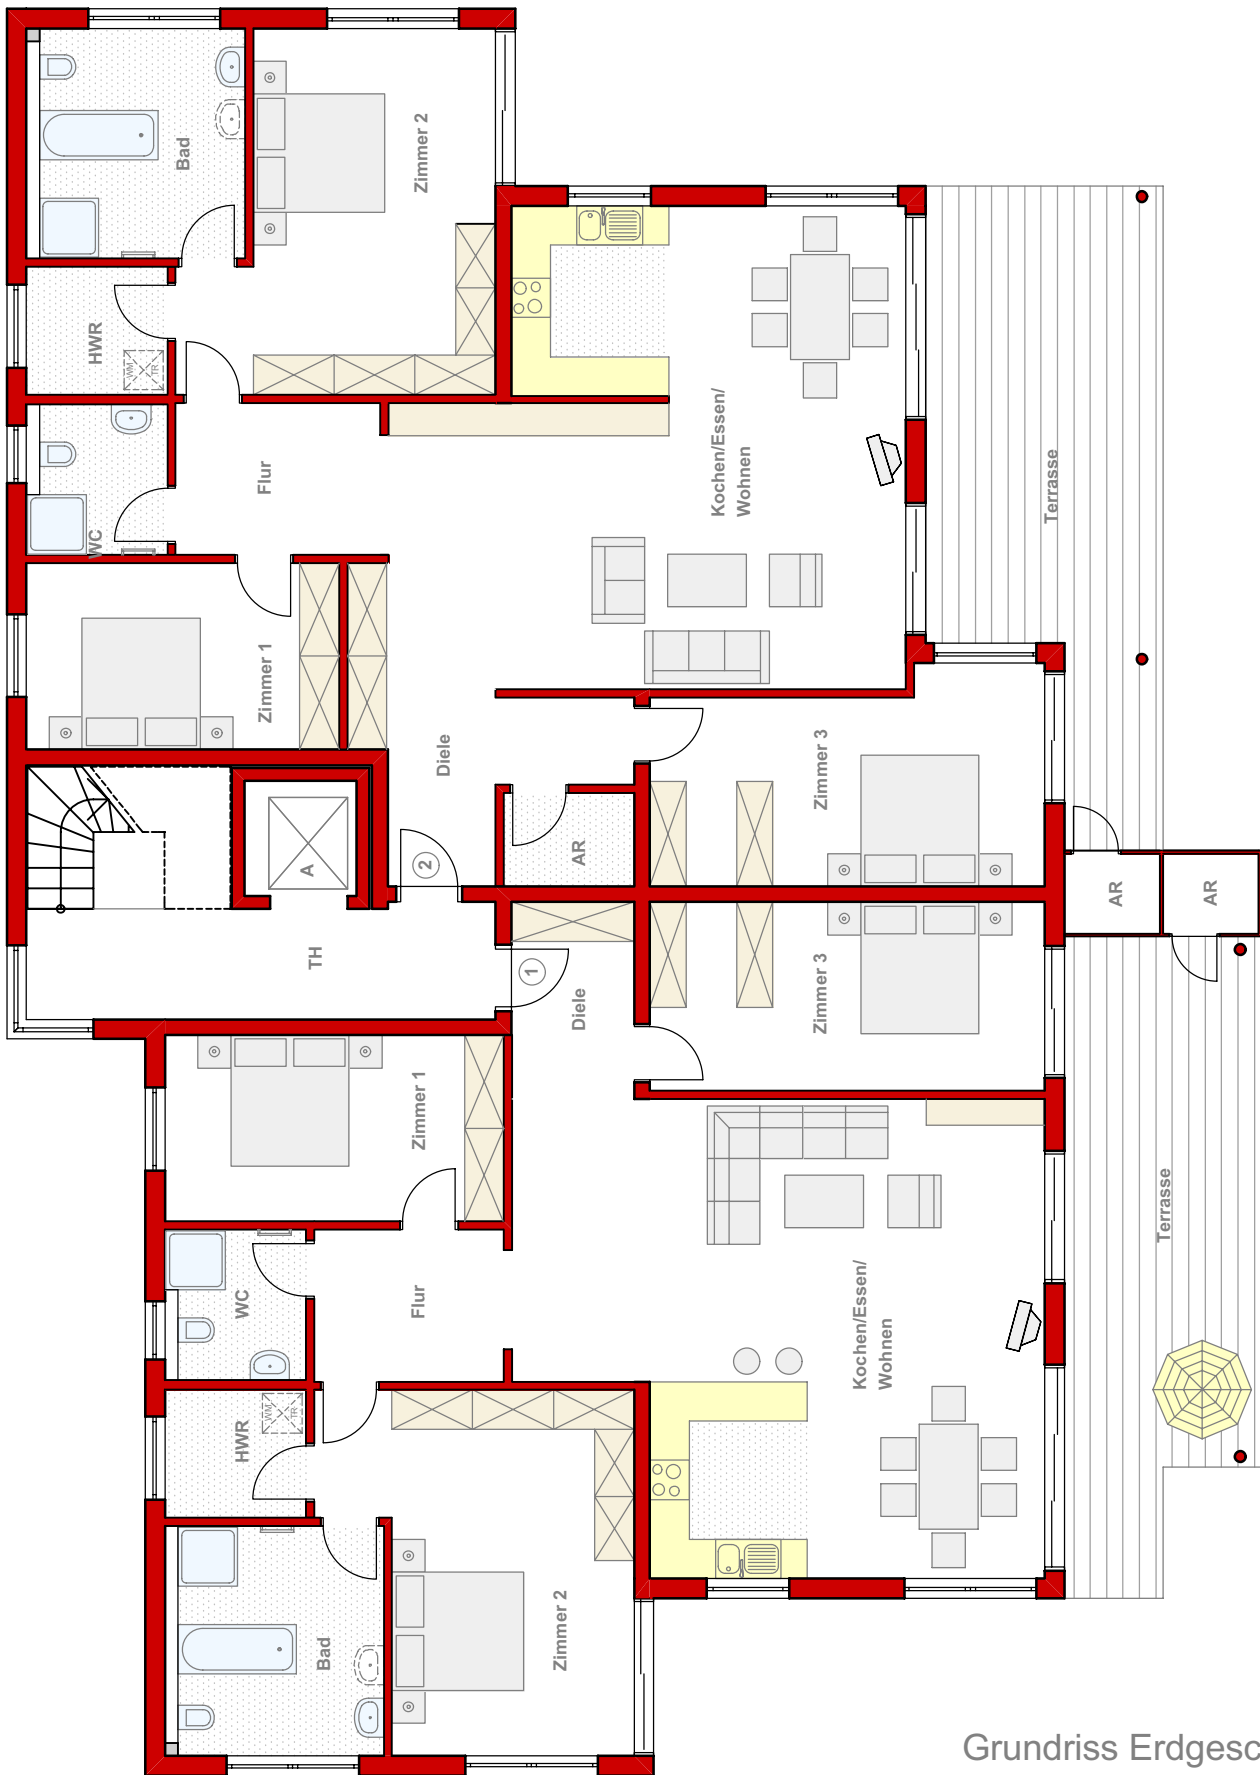 Bad
Zimmer 2
HWR
WM
TR
WC
Flur
Kochen/Essen/
Wohnen
Terrasse
Zimmer 1
Diele
Zimmer 3
A
2
AR
AR
AR
TH
1
Diele
Zimmer 3
Zimmer 1
WC
Flur
Kochen/Essen/
Wohnen
Terrasse
HWR
WM
TR
Bad
Zimmer 2
Grundriss Erdgesc